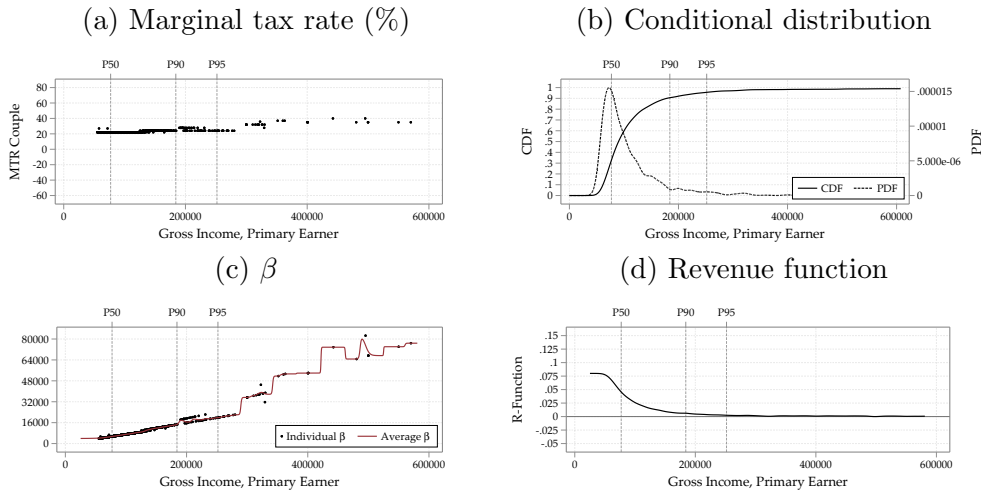 (a) Marginal tax rate (%)
P50 P90 P95
80
60
40
20
0
-20
-40
-60
MTR Couple
0 200000 400000 600000
Gross Income, Primary Earner
(b) Conditional distribution
P50 P90 P95
1
.9
.8
.7
.6
.5
.4
.3
.2
.1
0
CDF
.000015
.00001
5.000e-06
0
PDF
CDF PDF
0 200000 400000 600000
Gross Income, Primary Earner
(c) β
P50 P90 P95
80000
64000
48000
32000
16000
0
Individual β Average β
0 200000 400000 600000
Gross Income, Primary Earner
(d) Revenue function
P50 P90 P95
.15
.125
.1
.075
.05
.025
0
-.025
-.05
R-Function
0 200000 400000 600000
Gross Income, Primary Earner